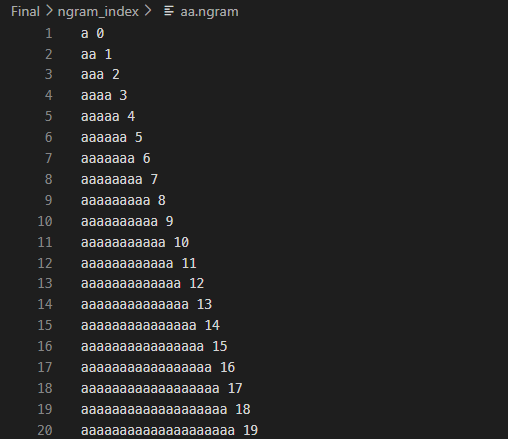 Final > ngram_index > aa.ngram
1 a 0
2 aa 1
3 aaa 2
4 aaaa 3
5 aaaaa 4
6 aaaaaa 5
7 aaaaaaa 6
8 aaaaaaaa 7
9 aaaaaaaaa 8
10 aaaaaaaaaa 9
11 aaaaaaaaaaa 10
12 aaaaaaaaaaaa 11
13 aaaaaaaaaaaaa 12
14 aaaaaaaaaaaaaa 13
15 aaaaaaaaaaaaaaa 14
16 aaaaaaaaaaaaaaaa 15
17 aaaaaaaaaaaaaaaaa 16
18 aaaaaaaaaaaaaaaaaa 17
19 aaaaaaaaaaaaaaaaaaa 18
20 aaaaaaaaaaaaaaaaaaaa 19